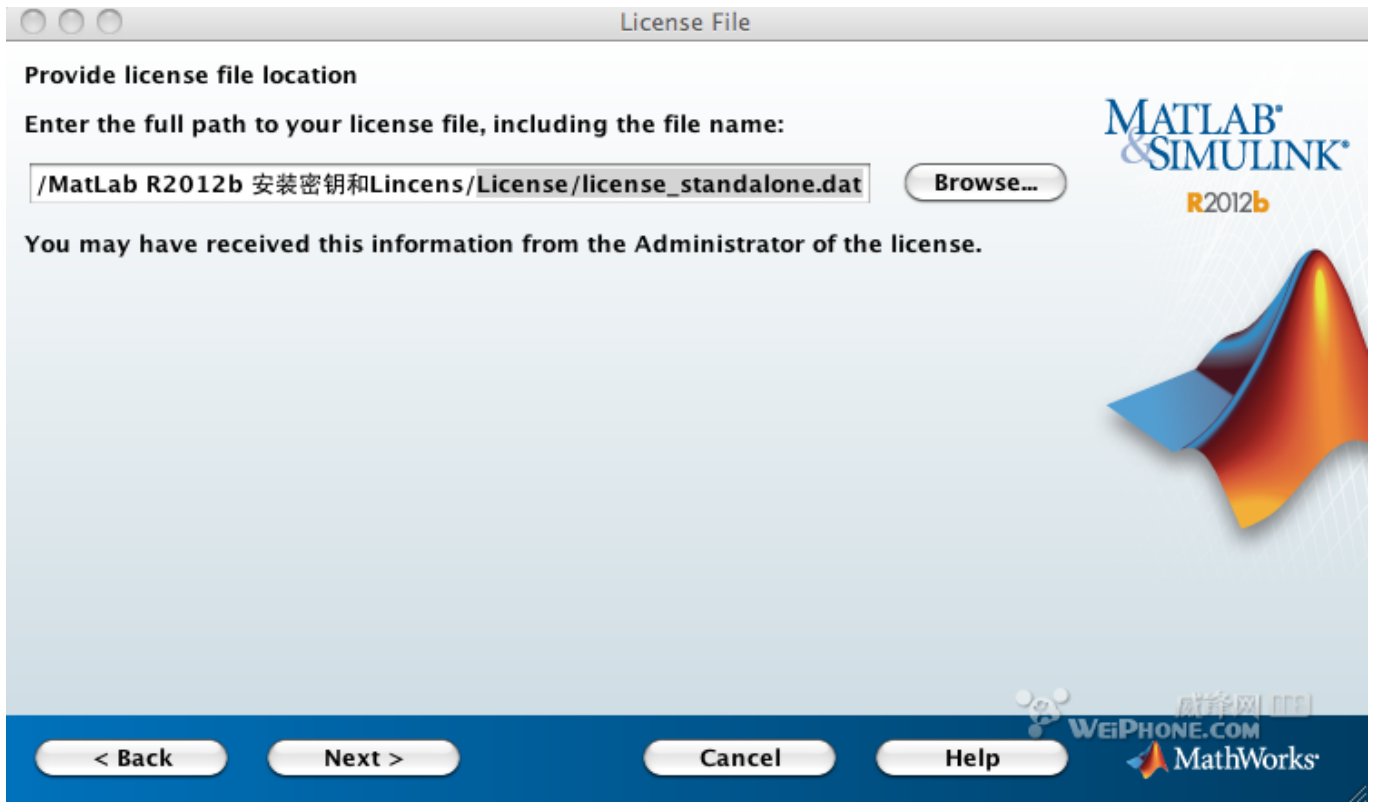 License File
Provide license file location
Enter the full path to your license file, including the file name:
/MatLab R2012b 安装密钥和Lincens/License/license_standalone.dat
Browse...
MATLAB®
&SIMULINK®
R2012b
You may have received this information from the Administrator of the license.
威锋网
WEIPHONE.COM
< Back
Next >
Cancel
Help
MathWorks®